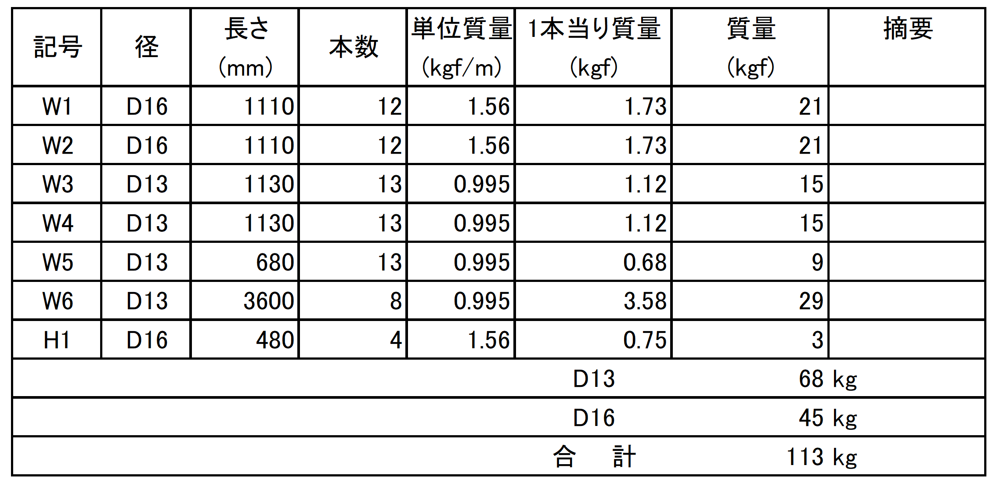 記号 径 長さ (mm) 本数 単位質量 (kgf/m) 1本当り質量 (kgf) 質量 (kgf) 摘要
W1 D16 1110 12 1.56 1.73 21
W2 D16 1110 12 1.56 1.73 21
W3 D13 1130 13 0.995 1.12 15
W4 D13 1130 13 0.995 1.12 15
W5 D13 680 13 0.995 0.68 9
W6 D13 3600 8 0.995 3.58 29
H1 D16 480 4 1.56 0.75 3
D13 68 kg
D16 45 kg
合 計 113 kg